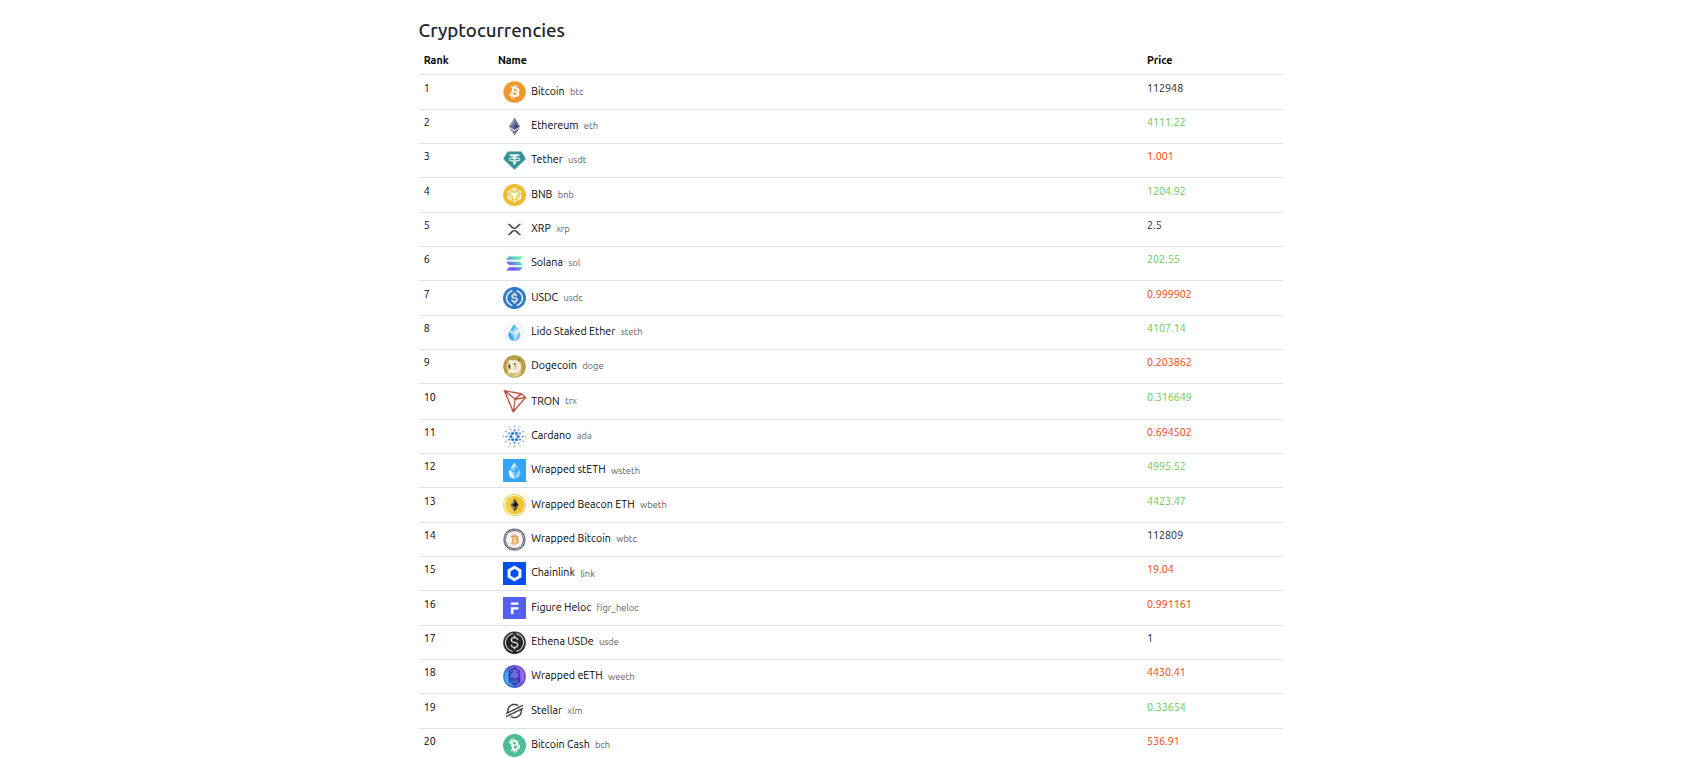 Cryptocurrencies
Rank Name Price
1 Bitcoin btc 112948
2 Ethereum eth 4111.22
3 Tether usdt 1.001
4 BNB bnb 1204.92
5 XRP xrp 2.5
6 Solana sol 202.55
7 USDC usdc 0.999902
8 Lido Staked Ether steth 4107.14
9 Dogecoin doge 0.203862
10 TRON trx 0.316649
11 Cardano ada 0.694502
12 Wrapped stETH wsteth 4995.52
13 Wrapped Beacon ETH wbeth 4423.47
14 Wrapped Bitcoin wbtc 112809
15 Chainlink link 19.04
16 Figure Heloc figr_heloc 0.991161
17 Ethena USDe usde 1
18 Wrapped eETH weeth 4430.41
19 Stellar xlm 0.33654
20 Bitcoin Cash bch 536.91